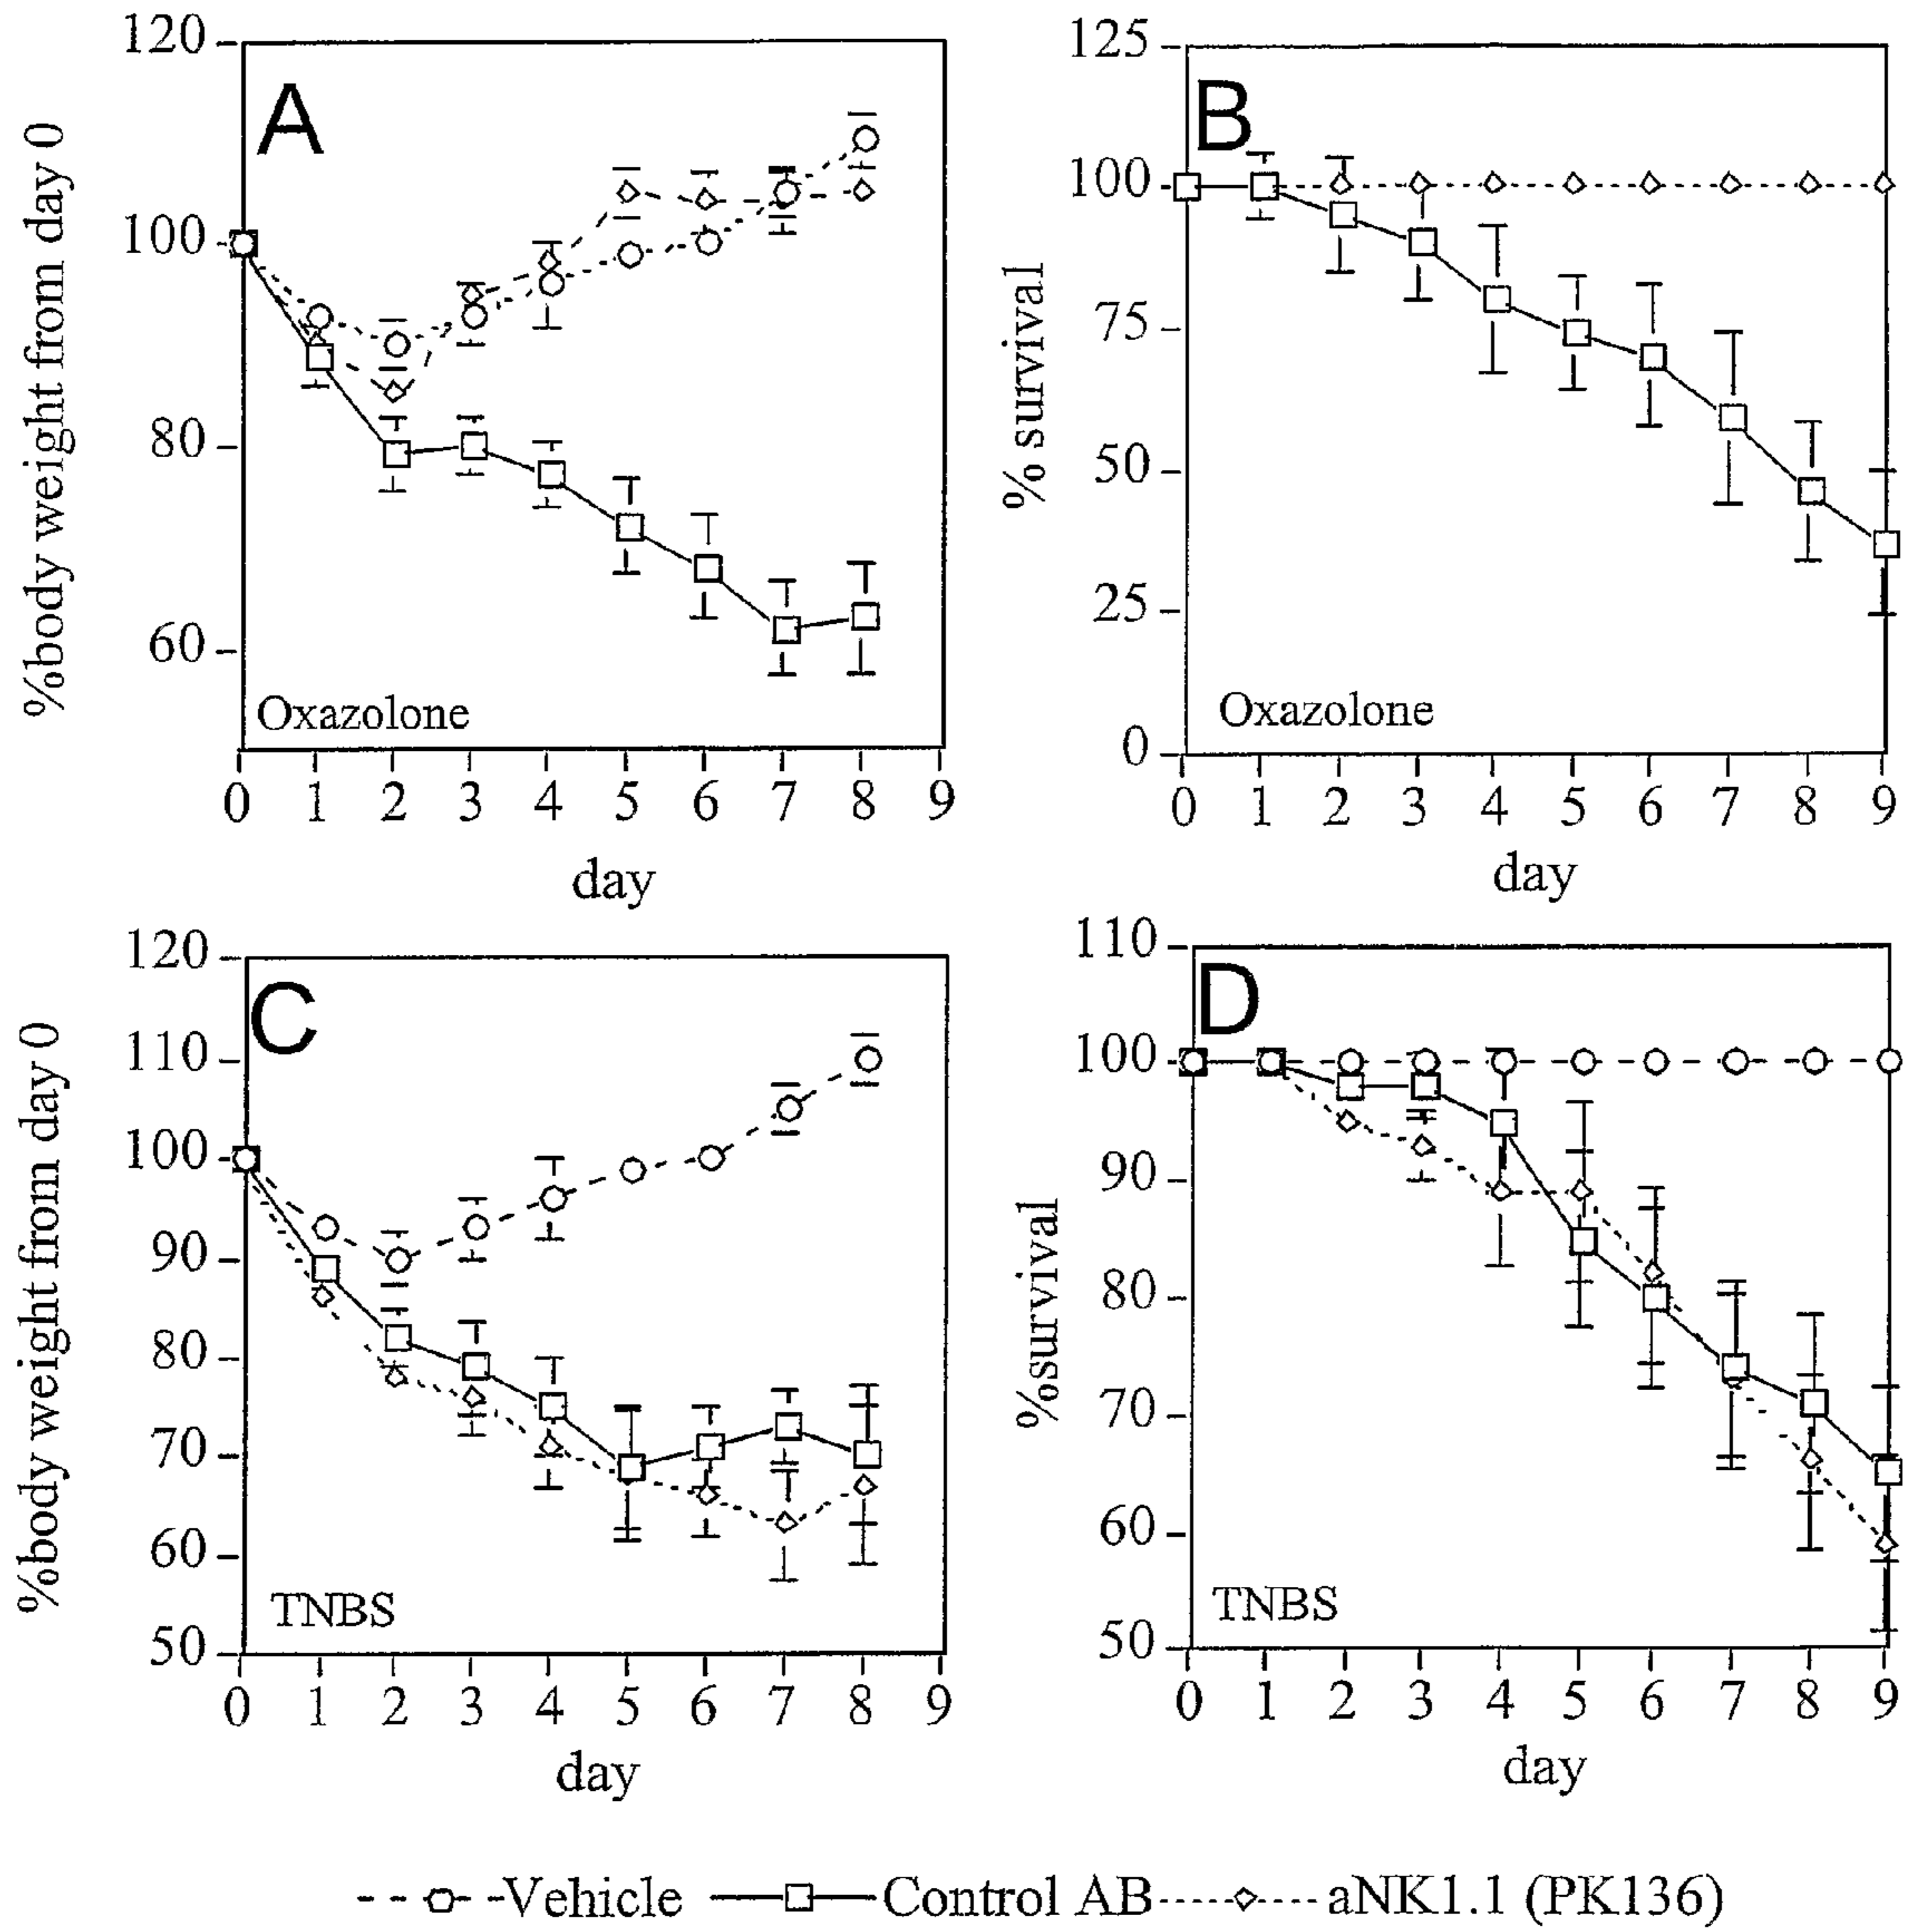 A
%body weight from day 0
120
100
80
60
Oxazolone
0 1 2 3 4 5 6 7 8 9
day
B
% survival
125
100
75
50
25
0
Oxazolone
0 1 2 3 4 5 6 7 8 9
day
C
%body weight from day 0
120
110
100
90
80
70
60
50
TNBS
0 1 2 3 4 5 6 7 8 9
day
D
%survival
110
100
90
80
70
60
50
TNBS
0 1 2 3 4 5 6 7 8 9
day
Vehicle Control AB aNK1.1 (PK136)